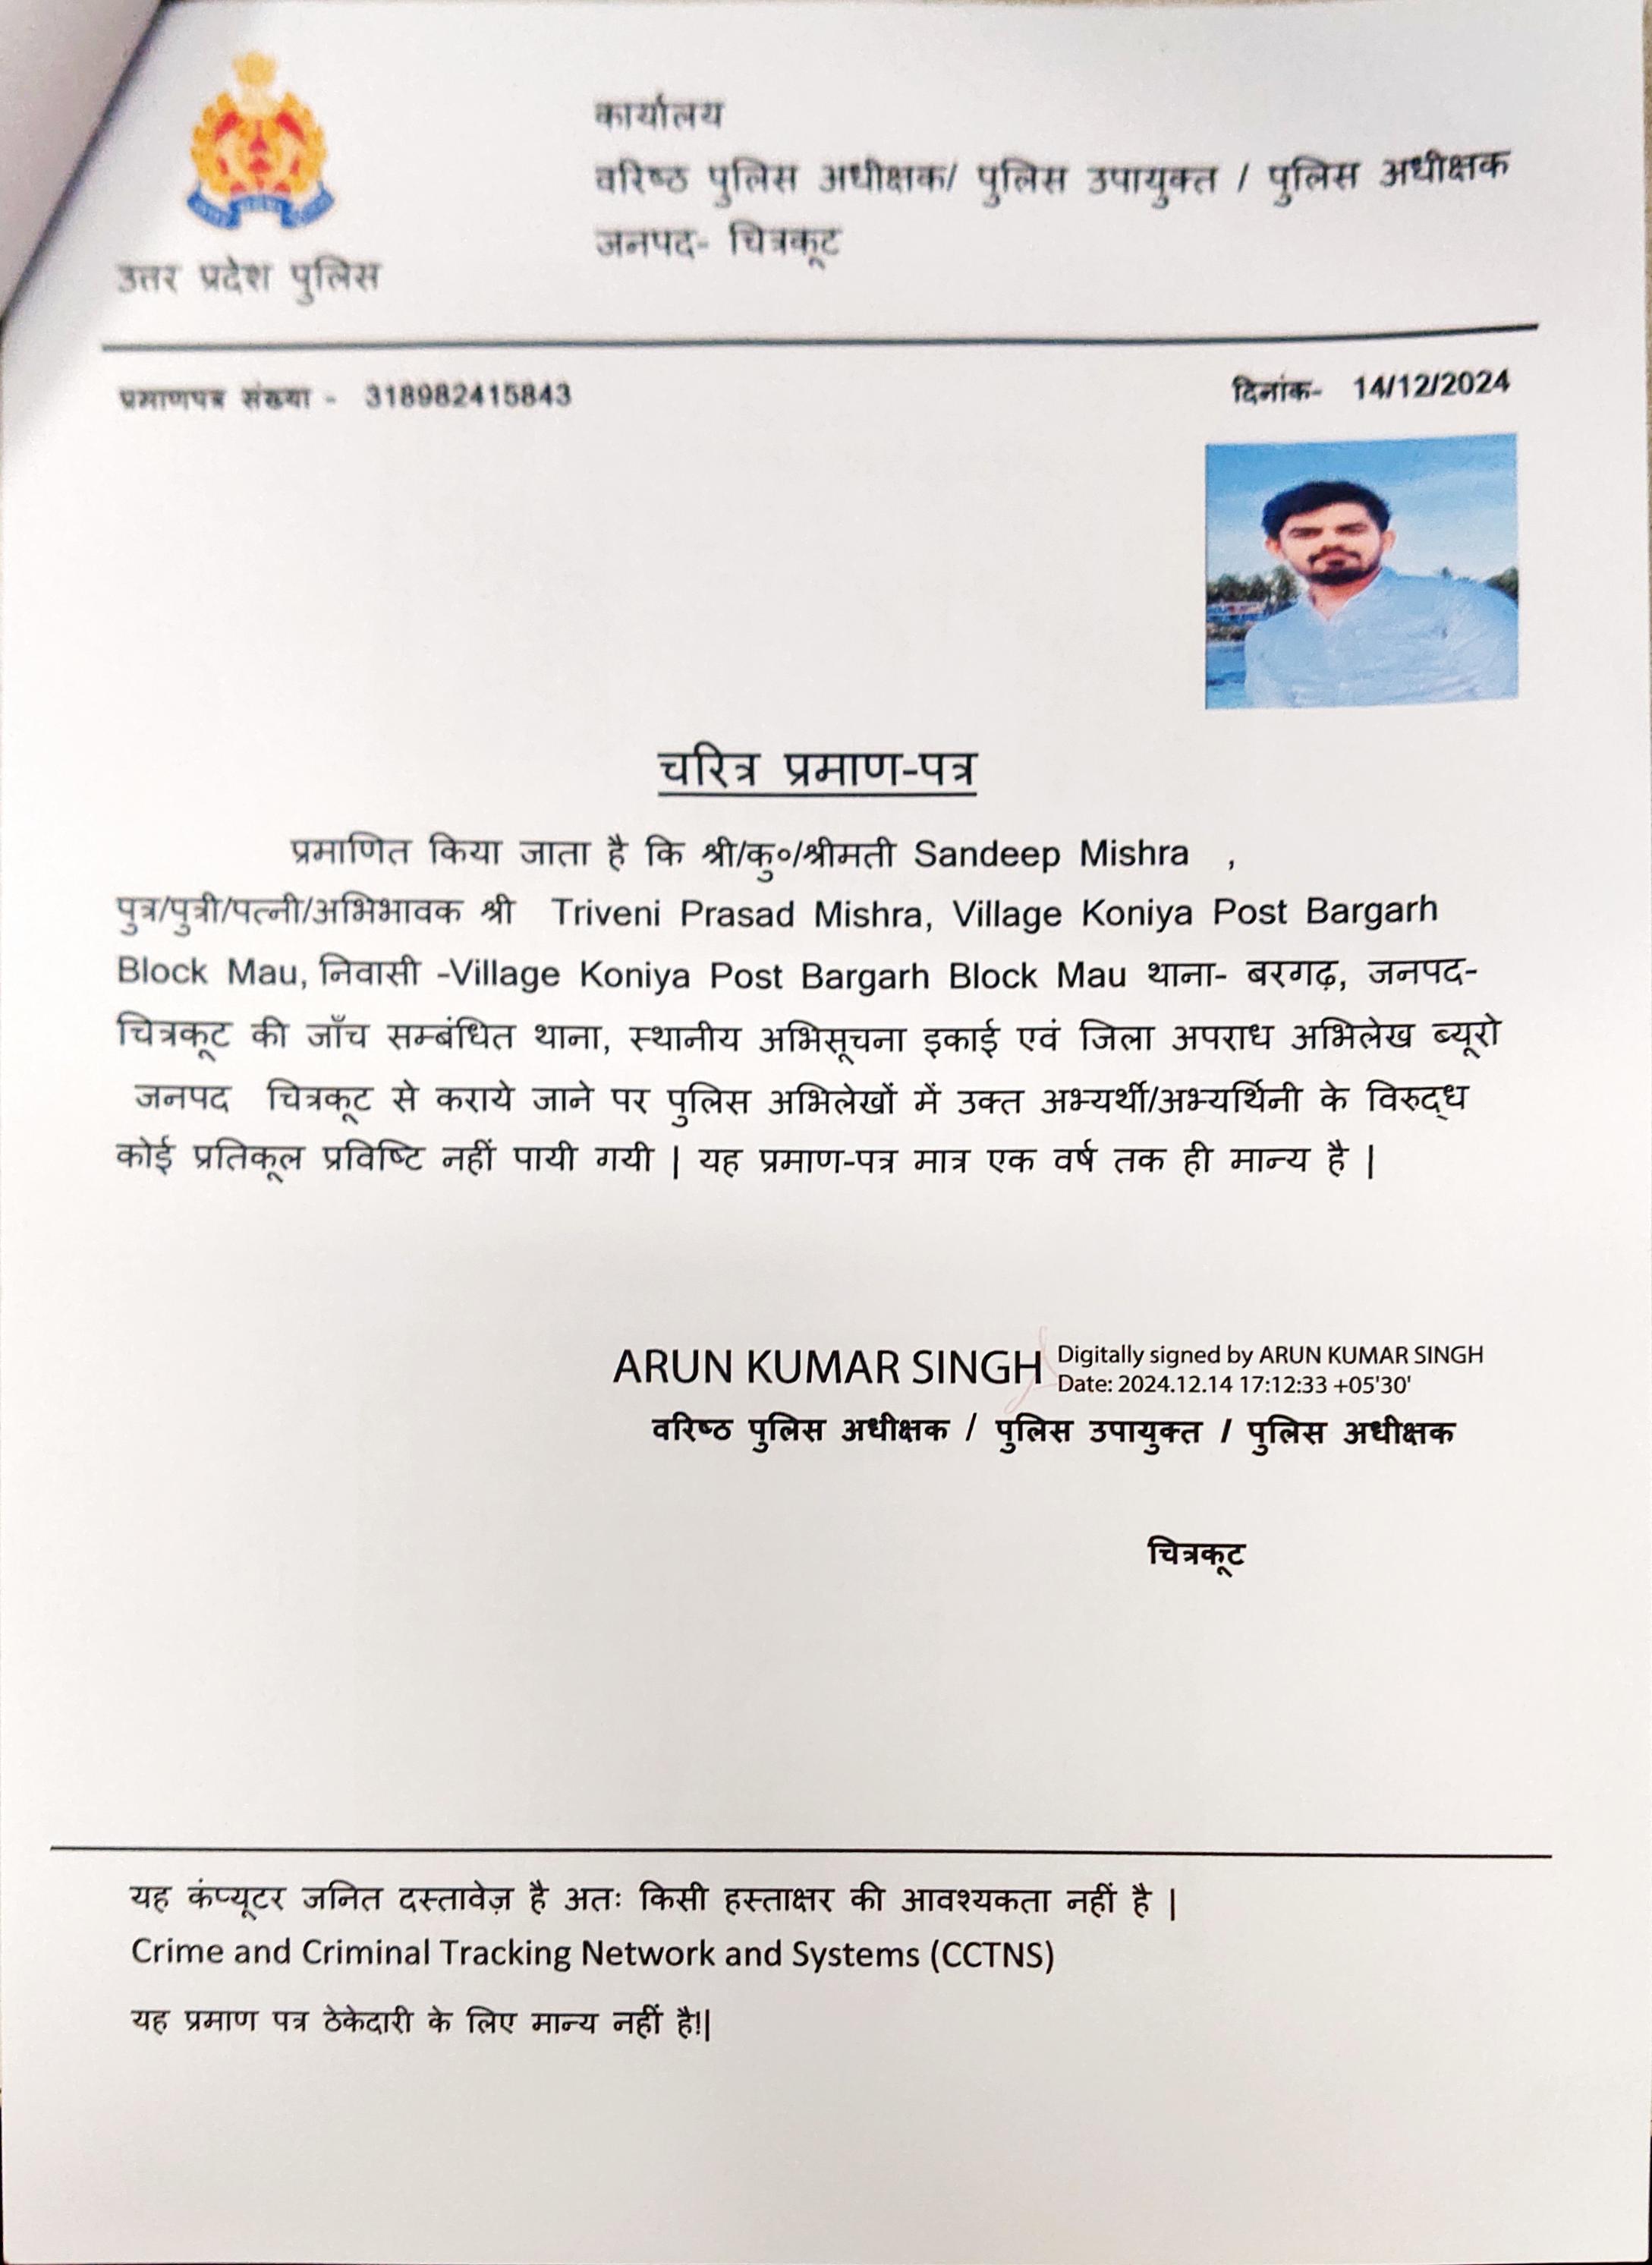 कार्यालय
वरिष्ठ पुलिस अधीक्षक/ पुलिस उपायुक्त / पुलिस अधीक्षक
जनपद- चित्रकूट
उत्तर प्रदेश पुलिस
प्रमाणपत्र संख्या - 318982415843
दिनांक- 14/12/2024
चरित्र प्रमाण-पत्र
प्रमाणित किया जाता है कि श्री/कु०/श्रीमती Sandeep Mishra ,
पुत्र/पुत्री/पत्नी/अभिभावक श्री Triveni Prasad Mishra, Village Koniya Post Bargarh
Block Mau, निवासी -Village Koniya Post Bargarh Block Mau थाना- बरगढ़, जनपद-
चित्रकूट की जाँच सम्बंधित थाना, स्थानीय अभिसूचना इकाई एवं जिला अपराध अभिलेख ब्यूरो
जनपद चित्रकूट से कराये जाने पर पुलिस अभिलेखों में उक्त अभ्यर्थी/अभ्यर्थिनी के विरुद्ध
कोई प्रतिकूल प्रविष्टि नहीं पायी गयी | यह प्रमाण-पत्र मात्र एक वर्ष तक ही मान्य है |
ARUN KUMAR SINGH
Digitally signed by ARUN KUMAR SINGH
Date: 2024.12.14 17:12:33 +05'30'
वरिष्ठ पुलिस अधीक्षक / पुलिस उपायुक्त / पुलिस अधीक्षक
चित्रकूट
यह कंप्यूटर जनित दस्तावेज़ है अतः किसी हस्ताक्षर की आवश्यकता नहीं है |
Crime and Criminal Tracking Network and Systems (CCTNS)
यह प्रमाण पत्र ठेकेदारी के लिए मान्य नहीं है!|